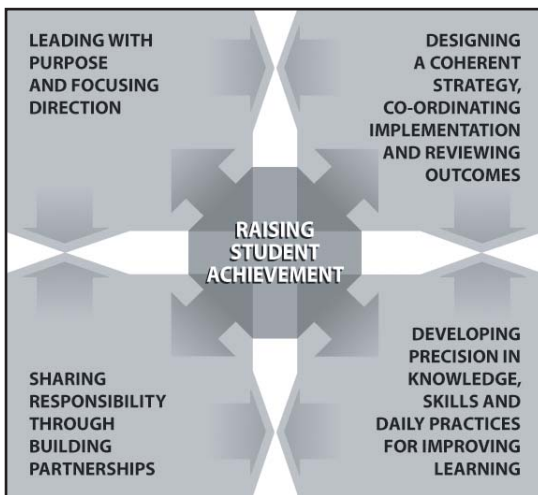 LEADING WITH
PURPOSE
AND FOCUSING
DIRECTION
DESIGNING
A COHERENT
STRATEGY,
CO-ORDINATING
IMPLEMENTATION
AND REVIEWING
OUTCOMES
RAISING
STUDENT
ACHIEVEMENT
SHARING
RESPONSIBILITY
THROUGH
BUILDING
PARTNERSHIPS
DEVELOPING
PRECISION IN
KNOWLEDGE,
SKILLS AND
DAILY PRACTICES
FOR IMPROVING
LEARNING